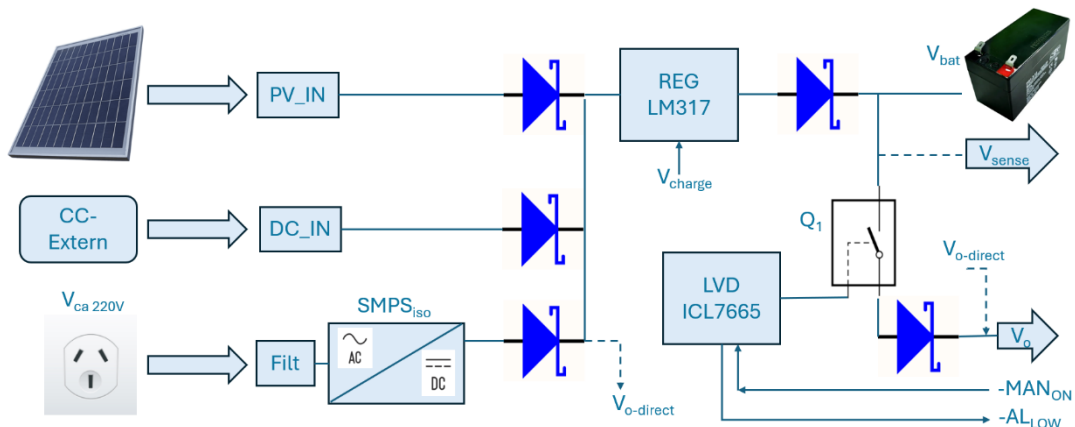 PV_IN
REG
LM317
V_bat
V_charge
V_sense
CC-
Extern
DC_IN
Q_1
V_o-direct
LVD
ICL7665
V_ca 220V
SMPS_iso
Filt
AC
DC
V_o
V_o-direct
-MAN_ON
-AL_LOW